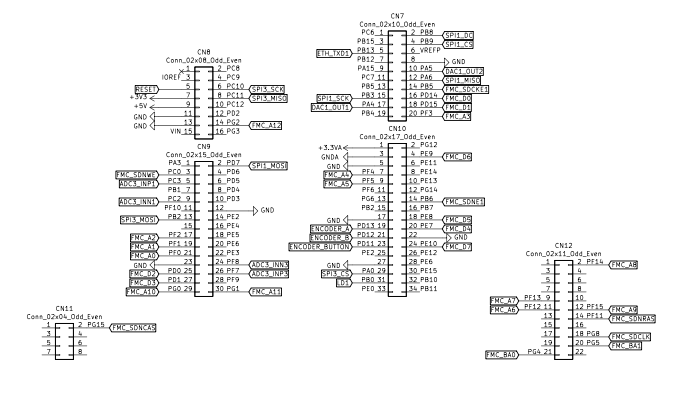 CN8
Conn_02x08_Odd_Even
1 2 PC8
IOREF 3 4 PC9
RESET 5 6 PC10 SPI3_SCK
+3V3 7 8 PC11 SPI3_MISO
+5V 9 10 PC12
GND 11 12 PD2
GND 13 14 PG2 FMC_A12
VIN 15 16 PG3
CN9
Conn_02x15_Odd_Even
PA3 1 2 PD7 SPI1_MOSI
FMC_SDNWE PC0 3 4 PD6
ADC3_INP1 PC3 5 6 PD5
PB1 7 8 PD4
ADC3_INN1 PC2 9 10 PD3
PF10 11 12 GND
SPI3_MOSI PB2 13 14 PE2
15 16 PE4
FMC_A2 PF2 17 18 PE5
FMC_A1 PF1 19 20 PE6
FMC_A0 PF0 21 22 PE3
GND 23 24 PF8 ADC3_INN3
FMC_D2 PD0 25 26 PF7 ADC3_INP3
FMC_D3 PD1 27 28 PF9
FMC_A10 PG0 29 30 PG1 FMC_A11
CN11
Conn_02x04_Odd_Even
1 2 PG15 FMC_SDNCAS
3 4
5 6
7 8
CN7
Conn_02x10_Odd_Even
PC6 1 2 PB8 SPI1_DC
PB15 3 4 PB9 SPI1_CS
ETH_TXD1 PB13 5 6 VREFP
PB12 7 8 GND
PA15 9 10 PA5 DAC1_OUT2
PC7 11 12 PA6 SPI1_MISO
PB5 13 14 PB5 FMC_SDCKE1
SPI1_SCK PB3 15 16 PD14 FMC_D0
DAC1_OUT1 PA4 17 18 PD15 FMC_D1
PB4 19 20 PF3 FMC_A3
CN10
Conn_02x17_Odd_Even
+3.3VA 1 2 PG12
GNDA 3 4 PE9 FMC_D6
GND 5 6 PE11
FMC_A4 PF4 7 8 PE14
FMC_A5 PF5 9 10 PE13
PF6 11 12 PG14
PG6 13 14 PB6 FMC_SDNE1
PB2 15 16 PB7
GND 17 18 PE8 FMC_D5
ENCODER_A PD13 19 20 PE7 FMC_D4
ENCODER_B PD12 21 22 GND
ENCODER_BUTTON PD11 23 24 PE10 FMC_D7
PE2 25 26 PE12
GND 27 28 PE6
SPI3_CS PA0 29 30 PE15
LD1 PB0 31 32 PB10
PE0 33 34 PB11
CN12
Conn_02x11_Odd_Even
1 2 PF14 FMC_A8
3 4
5 6
7 8
FMC_A7 PF13 9 10
FMC_A6 PF12 11 12 PF15 FMC_A9
13 14 PF11 FMC_SDNRAS
15 16
17 18 PG8 FMC_SDCLK
19 20 PG5 FMC_BA1
FMC_BA0 PG4 21 22